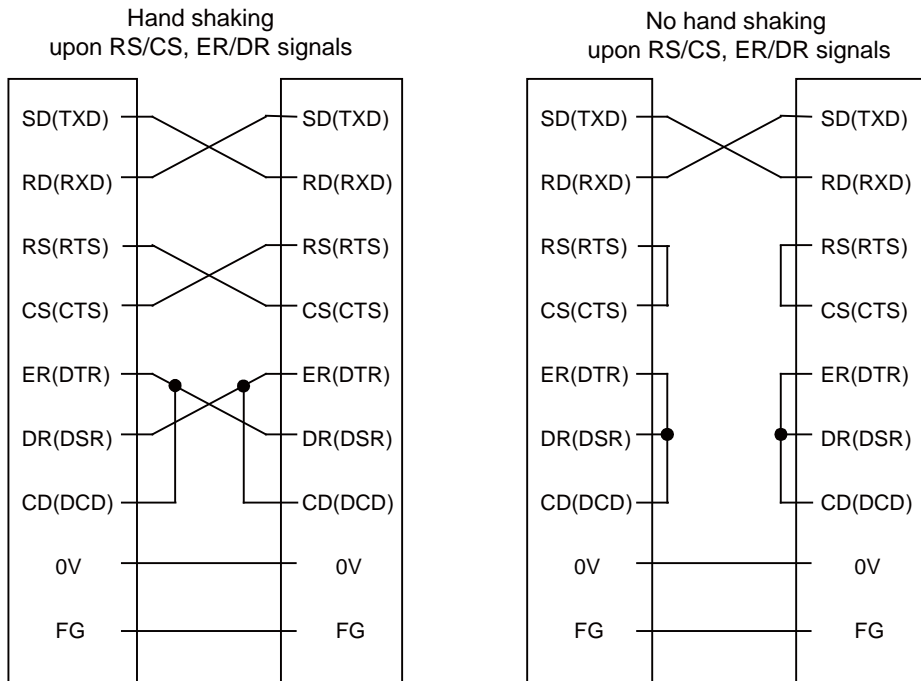 Hand shaking
upon RS/CS, ER/DR signals
SD(TXD)
RD(RXD)
RS(RTS)
CS(CTS)
ER(DTR)
DR(DSR)
CD(DCD)
0V
FG
SD(TXD)
RD(RXD)
RS(RTS)
CS(CTS)
ER(DTR)
DR(DSR)
CD(DCD)
0V
FG
No hand shaking
upon RS/CS, ER/DR signals
SD(TXD)
RD(RXD)
RS(RTS)
CS(CTS)
ER(DTR)
DR(DSR)
CD(DCD)
0V
FG
SD(TXD)
RD(RXD)
RS(RTS)
CS(CTS)
ER(DTR)
DR(DSR)
CD(DCD)
0V
FG